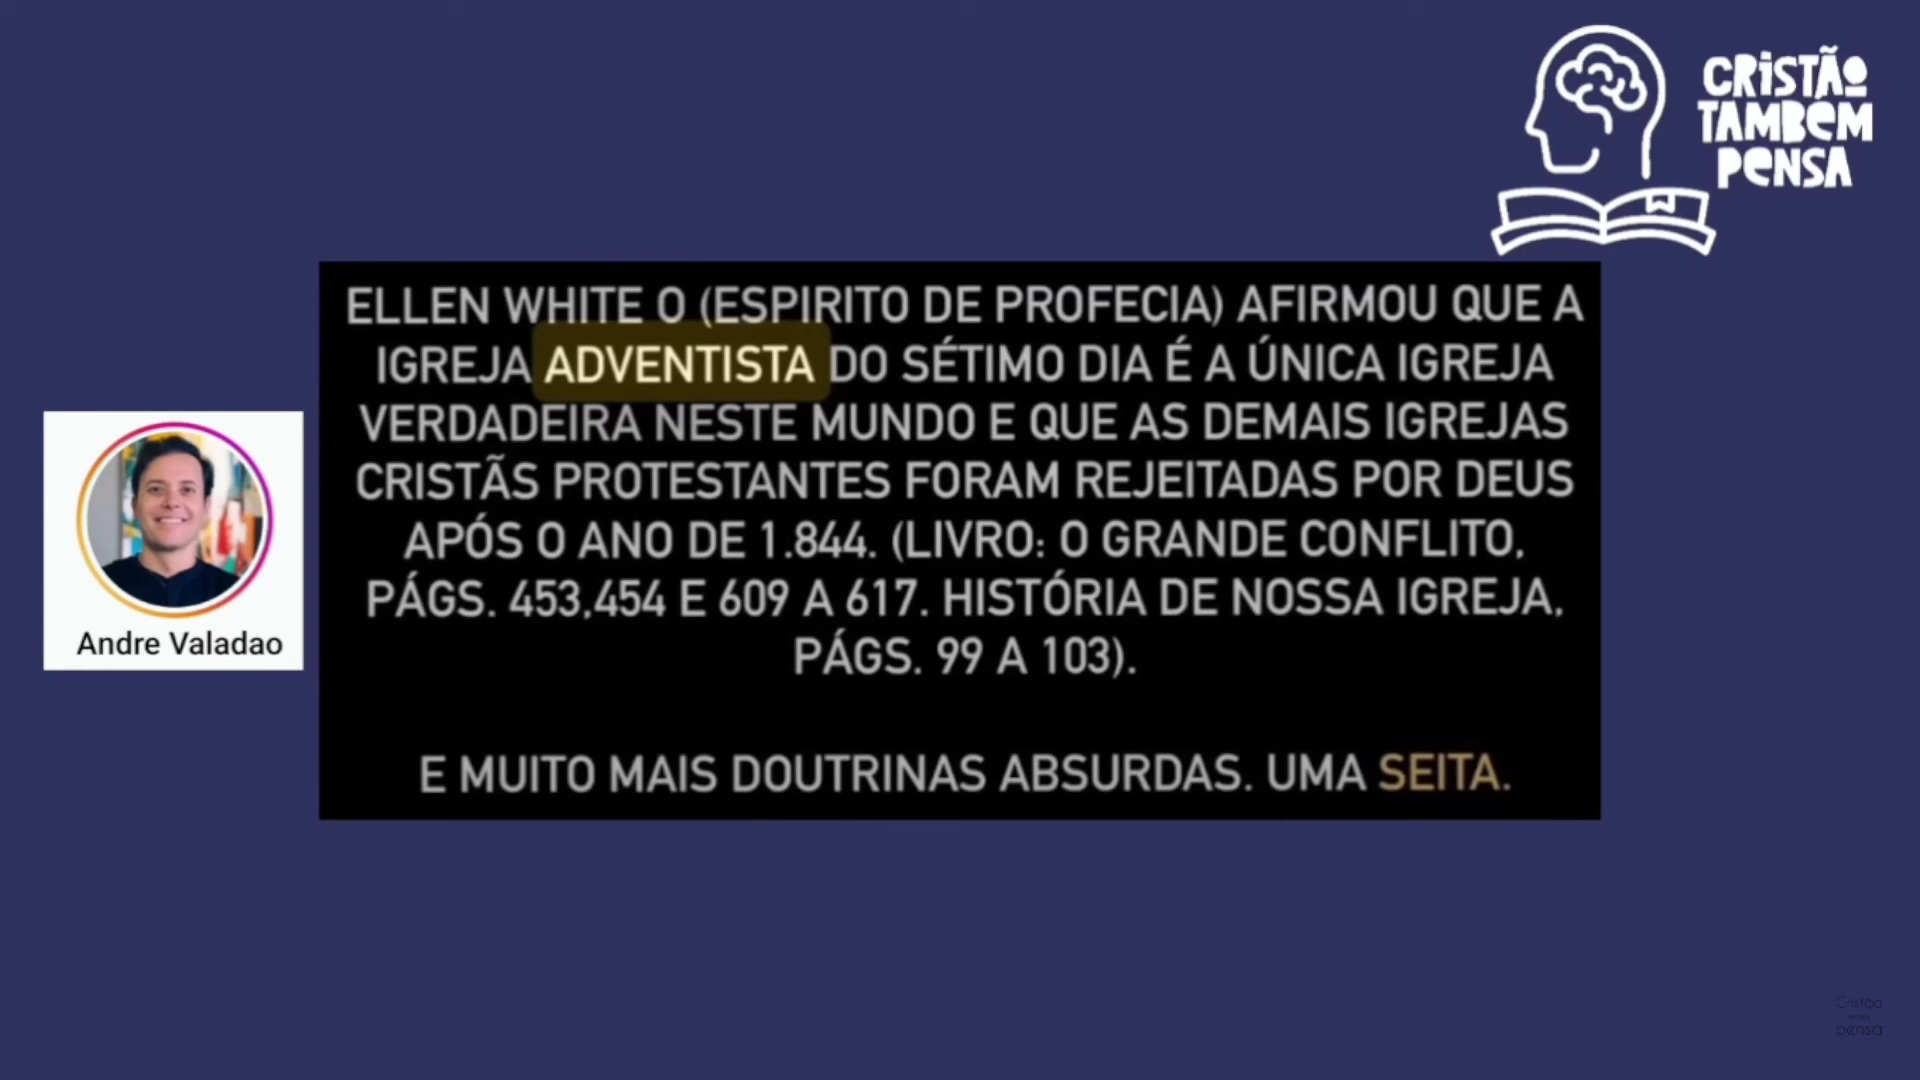 CRISTÃO
TAMBÉM
PENSA
ELLEN WHITE O (ESPIRITO DE PROFECIA) AFIRMOU QUE A
IGREJA ADVENTISTA DO SÉTIMO DIA É A ÚNICA IGREJA
VERDADEIRA NESTE MUNDO E QUE AS DEMAIS IGREJAS
CRISTÃS PROTESTANTES FORAM REJEITADAS POR DEUS
APÓS O ANO DE 1.844. (LIVRO: O GRANDE CONFLITO,
PÁGS. 453,454 E 609 A 617. HISTÓRIA DE NOSSA IGREJA,
PÁGS. 99 A 103).
E MUITO MAIS DOUTRINAS ABSURDAS. UMA SEITA.
Andre Valadao
Cristão
pensa